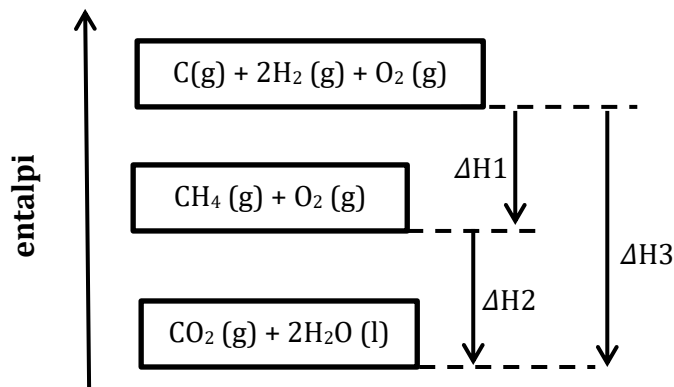 C(g) + 2H₂ (g) + O₂ (g)
ΔH1
CH₄ (g) + O₂ (g)
entalpi
ΔH3
ΔH2
CO₂ (g) + 2H₂O (l)